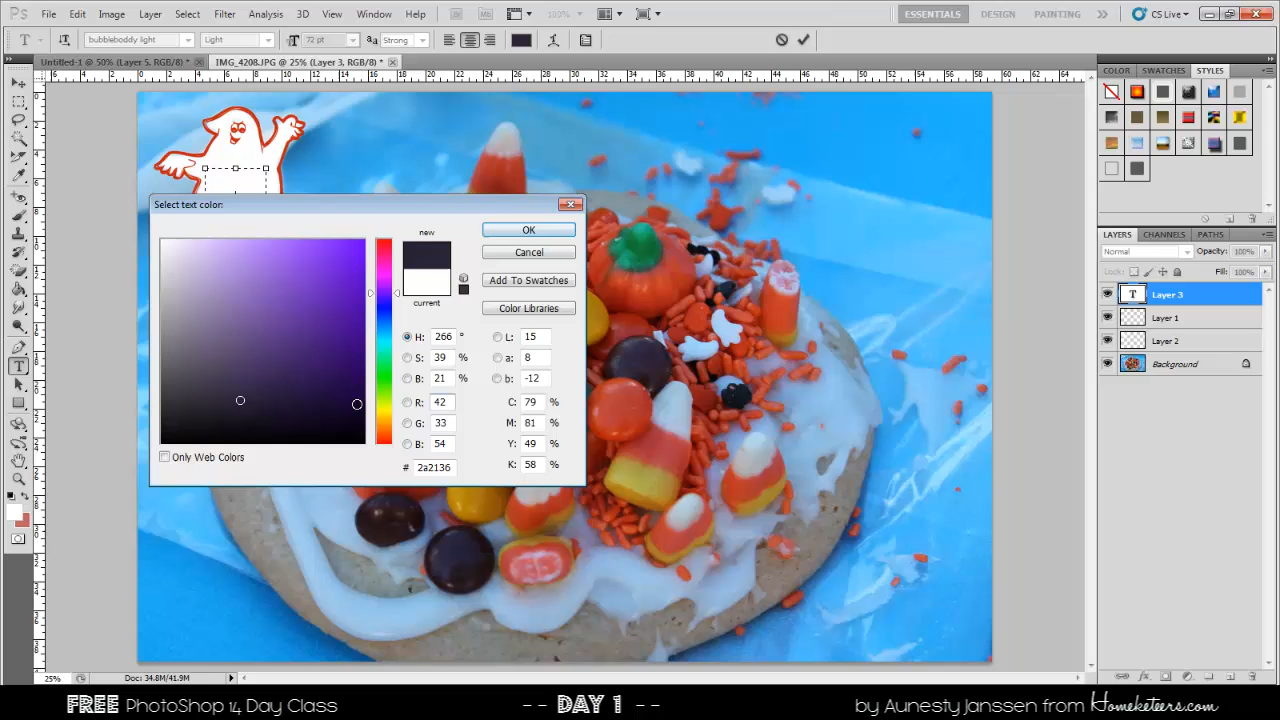 PS File Edit Image Layer Select Filter Analysis 3D View Window Help Br Mb 100% ESSENTIALS DESIGN PAINTING CS Live
T bubbleboddy light Light 72 pt aa Strong
Untitled-1 @ 50% (Layer 5, RGB/8) * IMG_4208.JPG @ 25% (Layer 3, RGB/8) *
COLOR SWATCHES STYLES
Select text color:
new
OK
Cancel
Add To Swatches
current
Color Libraries
H: 266 ° L: 15
S: 39 % a: 8
B: 21 % b: -12
R: 42 C: 79 %
G: 33 M: 81 %
B: 54 Y: 49 %
# 2a2136 K: 58 %
Only Web Colors
LAYERS CHANNELS PATHS
Normal Opacity: 100%
Lock: Fill: 100%
T Layer 3
Layer 1
Layer 2
Background
25% Doc: 34.8M/41.9M
FREE PhotoShop 14 Day Class -- DAY 1 -- by Aunesty Janssen from Homeketeers.com